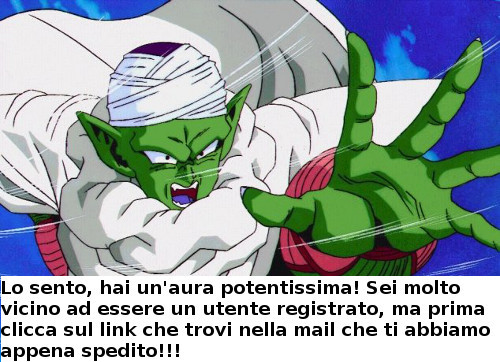 Lo sento, hai un'aura potentissima! Sei molto
vicino ad essere un utente registrato, ma prima
clicca sul link che trovi nella mail che ti abbiamo
appena spedito!!!